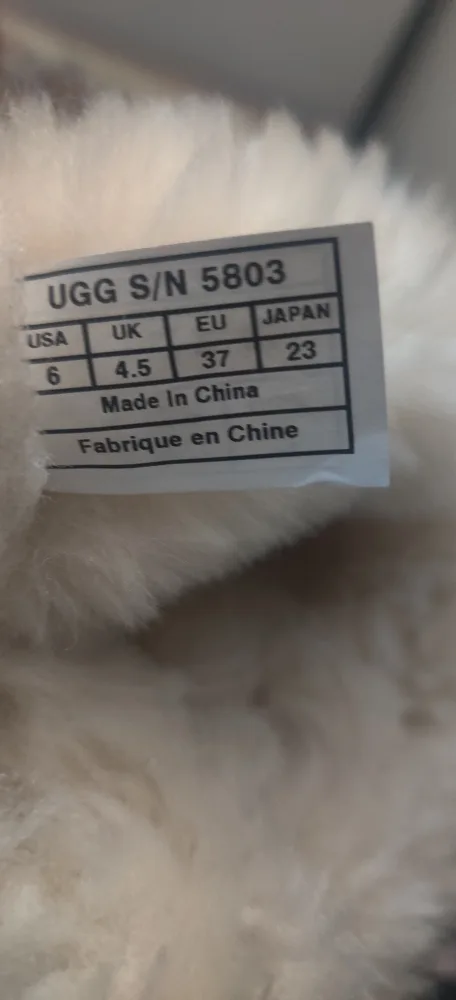 UGG S/N 5803
USA UK EU JAPAN
6 4.5 37 23
Made In China
Fabrique en Chine